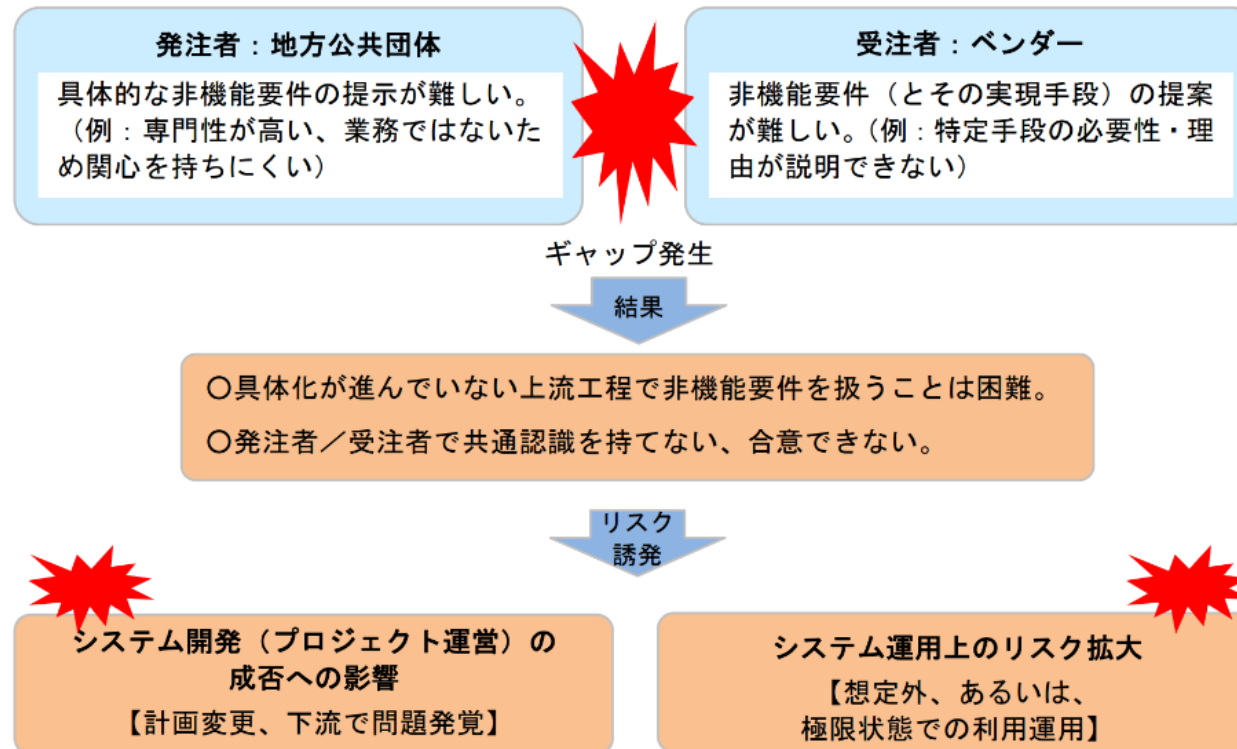 発注者：地方公共団体
具体的な非機能要件の提示が難しい。
（例：専門性が高い、業務ではないた
め関心を持ちにくい）
受注者：ベンダー
非機能要件（とその実現手段）の提案
が難しい。（例：特定手段の必要性・理
由が説明できない）
ギャップ発生
結果
〇具体化が進んでいない上流工程で非機能要件を扱うことは困難。
〇発注者／受注者で共通認識を持てない、合意できない。
リスク
誘発
システム開発（プロジェクト運営）の
成否への影響
【計画変更、下流で問題発覚】
システム運用上のリスク拡大
【想定外、あるいは、
極限状態での利用運用】